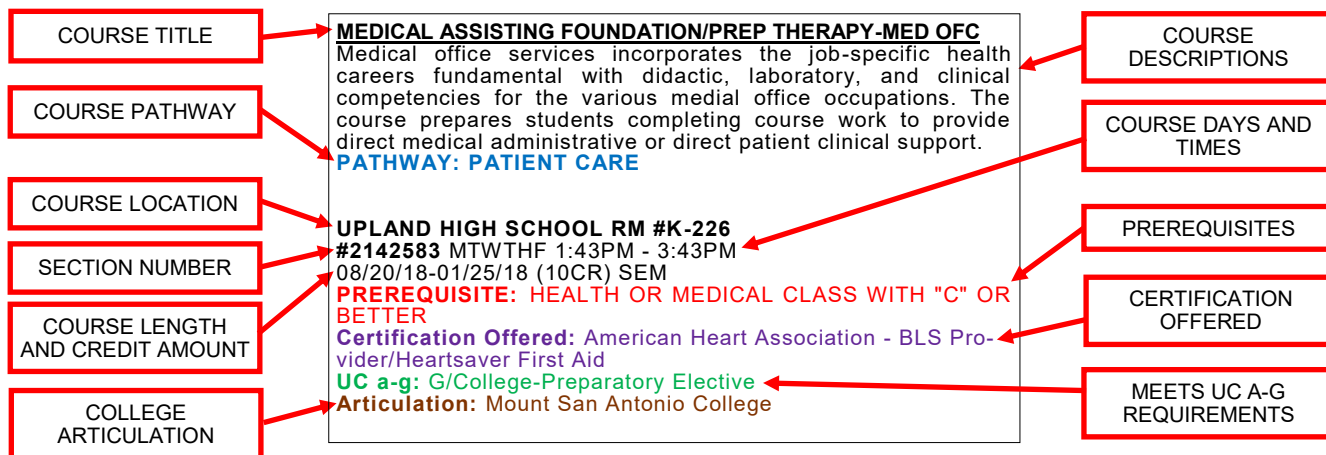 COURSE TITLE
COURSE PATHWAY
COURSE LOCATION
SECTION NUMBER
COURSE LENGTH
AND CREDIT AMOUNT
COLLEGE
ARTICULATION
MEDICAL ASSISTING FOUNDATION/PREP THERAPY-MED OFC
Medical office services incorporates the job-specific health
careers fundamental with didactic, laboratory, and clinical
competencies for the various medial office occupations. The
course prepares students completing course work to provide
direct medical administrative or direct patient clinical support.
PATHWAY: PATIENT CARE
UPLAND HIGH SCHOOL RM #K-226
#2142583 MTWTHF 1:43PM - 3:43PM
08/20/18-01/25/18 (10CR) SEM
PREREQUISITE: HEALTH OR MEDICAL CLASS WITH "C" OR
BETTER
Certification Offered: American Heart Association - BLS Pro-
vider/Heartsaver First Aid
UC a-g: G/College-Preparatory Elective
Articulation: Mount San Antonio College
COURSE
DESCRIPTIONS
COURSE DAYS AND
TIMES
PREREQUISITES
CERTIFICATION
OFFERED
MEETS UC A-G
REQUIREMENTS